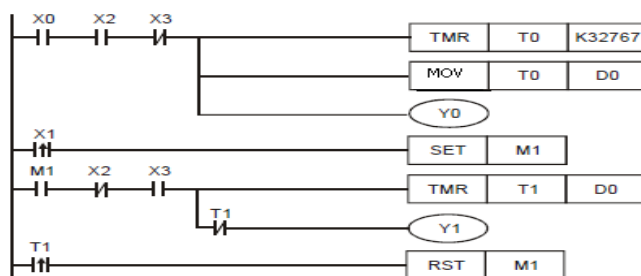 X0 X2 X3
TMR T0 K32767
MOV T0 D0
Y0
X1
SET M1
M1 X2 X3
TMR T1 D0
T1
Y1
T1
RST M1